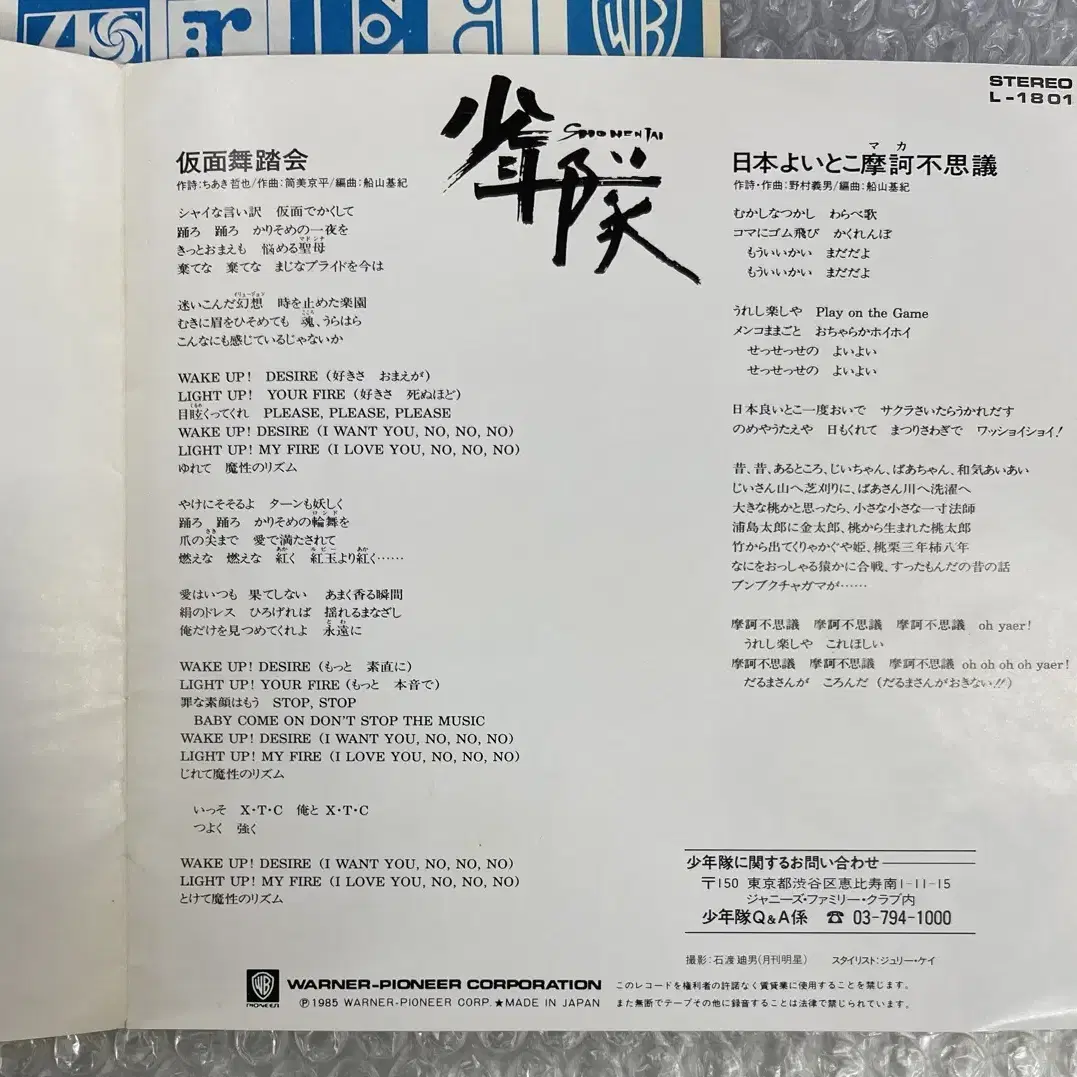 STEREO
L-1801
少年隊
SHONENTAI
仮面舞踏会
作詩:ちあき哲也/作曲:筒美京平/編曲:船山基紀
シャイな言い訳 仮面でかくして
踊ろ 踊ろ かりそめの一夜を
きっとおまえも 悩める聖母
マドンナ
棄てな 棄てな まじなプライドを今は
迷いこんだ幻想 時を止めた楽園
イリュージョン
むきに眉をひそめても 魂、うらはら
こころ
こんなにも感じているじゃないか
WAKE UP! DESIRE (好きさ おまえが)
LIGHT UP! YOUR FIRE (好きさ 死ぬほど)
目眩くってくれ PLEASE, PLEASE, PLEASE
くるめ
WAKE UP! DESIRE (I WANT YOU, NO, NO, NO)
LIGHT UP! MY FIRE (I LOVE YOU, NO, NO, NO)
ゆれて 魔性のリズム
やけにそそるよ ターンも妖しく
踊ろ 踊ろ かりそめの輪舞を
ロンド
爪の尖まで 愛で満たされて
さき
燃えな 燃えな 紅く 紅玉より紅く……
あか ルビー あか
愛はいつも 果てしない あまく香る瞬間
絹のドレス ひろげれば 揺れるまなざし
俺だけを見つめてくれよ 永遠に
とわ
WAKE UP! DESIRE (もっと 素直に)
LIGHT UP! YOUR FIRE (もっと 本音で)
罪な素顔はもう STOP, STOP
BABY COME ON DON'T STOP THE MUSIC
WAKE UP! DESIRE (I WANT YOU, NO, NO, NO)
LIGHT UP! MY FIRE (I LOVE YOU, NO, NO, NO)
じれて魔性のリズム
いっそ X・T・C 俺と X・T・C
つよく 強く
WAKE UP! DESIRE (I WANT YOU, NO, NO, NO)
LIGHT UP! MY FIRE (I LOVE YOU, NO, NO, NO)
とけて魔性のリズム
マカ
日本よいとこ摩訶不思議
作詩・作曲:野村義男/編曲:船山基紀
むかしなつかし わらべ歌
コマにゴム飛び かくれんぼ
もういいかい まだだよ
もういいかい まだだよ
うれし楽しや Play on the Game
メンコままごと おちゃらかホイホイ
せっせっせの よいよい
せっせっせの よいよい
日本良いとこ一度おいで サクラさいたらうかれだす
のめやうたえや 日もくれて まつりさわぎで ワッショイショイ!
昔、昔、あるところ、じいちゃん、ばあちゃん、和気あいあい
じいさん山へ芝刈りに、ばあさん川へ洗濯へ
大きな桃かと思ったら、小さな小さな一寸法師
浦島太郎に金太郎、桃から生まれた桃太郎
竹から出てくりゃかぐや姫、桃栗三年柿八年
なにをおっしゃる猿かに合戦、すったもんだの昔の話
ブンブクチャガマが……
摩訶不思議 摩訶不思議 摩訶不思議 oh yaer!
うれし楽しや これほしい
摩訶不思議 摩訶不思議 摩訶不思議 oh oh oh oh yaer!
だるまさんが ころんだ (だるまさんがおきない!!)
少年隊に関するお問い合わせ
〒150 東京都渋谷区恵比寿南1-11-15
ジャニーズ・ファミリー・クラブ内
少年隊Q&A係 ☎ 03-794-1000
撮影:石渡廸男(月刊明星) スタイリスト:ジュリー・ケイ
WB
PIONEER
WARNER-PIONEER CORPORATION
Ⓟ1985 WARNER-PIONEER CORP. ★MADE IN JAPAN
このレコードを権利者の許諾なく賃貸業に使用することを禁じます。
また無断でテープその他に録音することは法律で禁じられています。